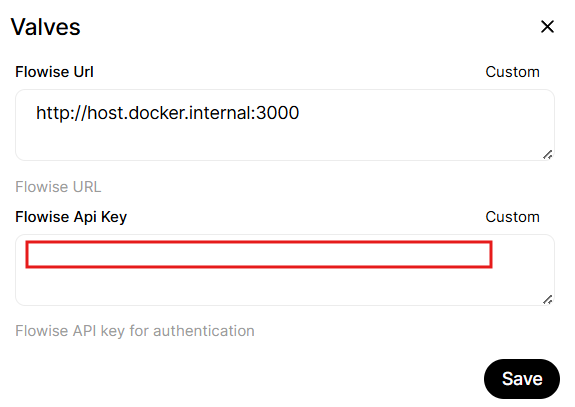 Valves
Flowise Url Custom
http://host.docker.internal:3000
Flowise URL
Flowise Api Key Custom
Flowise API key for authentication
Save